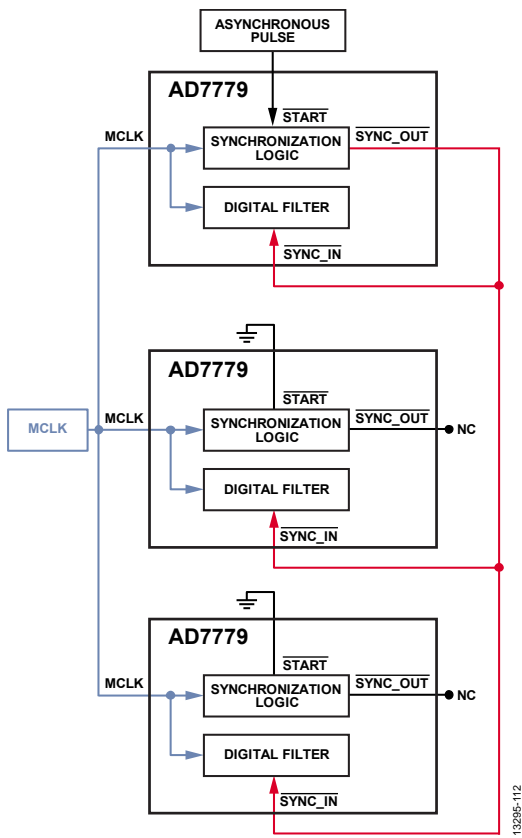 ASYNCHRONOUS
PULSE
AD7779
START
MCLK
SYNC_OUT
SYNCHRONIZATION
LOGIC
DIGITAL FILTER
SYNC_IN
AD7779
START
MCLK
MCLK
SYNC_OUT
SYNCHRONIZATION
LOGIC
NC
DIGITAL FILTER
SYNC_IN
AD7779
START
MCLK
SYNC_OUT
SYNCHRONIZATION
LOGIC
NC
DIGITAL FILTER
SYNC_IN
13295-112